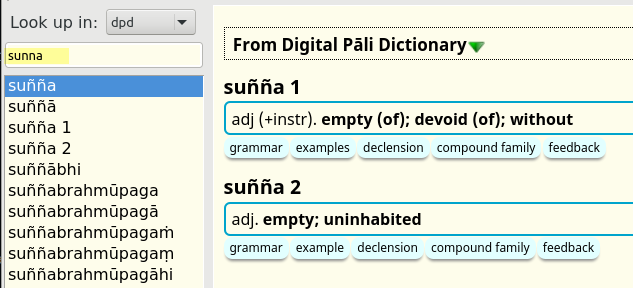 Look up in: dpd
sunna
suñña
suññā
suñña 1
suñña 2
suññābhi
suññabrahmūpaga
suññabrahmūpagā
suññabrahmūpagaṁ
suññabrahmūpagaṃ
suññabrahmūpagāhi
From Digital Pāli Dictionary
suñña 1
adj (+instr). empty (of); devoid (of); without
grammar examples declension compound family feedback
suñña 2
adj. empty; uninhabited
grammar example declension compound family feedback